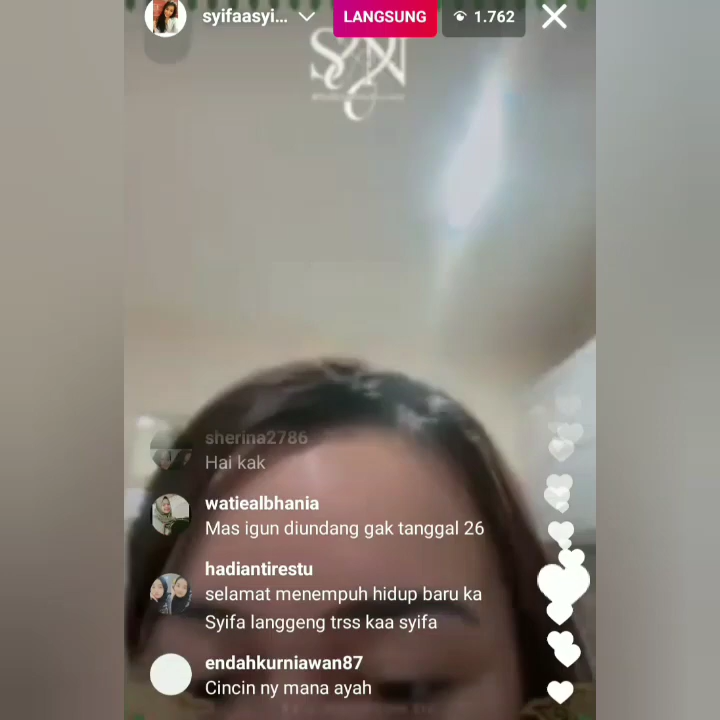 syifaasyi...
LANGSUNG
1.762
sherina2786
Hai kak
watiealbhania
Mas igun diundang gak tanggal 26
hadiantirestu
selamat menempuh hidup baru ka
Syifa langgeng trss kaa syifa
endahkurniawan87
Cincin ny mana ayah